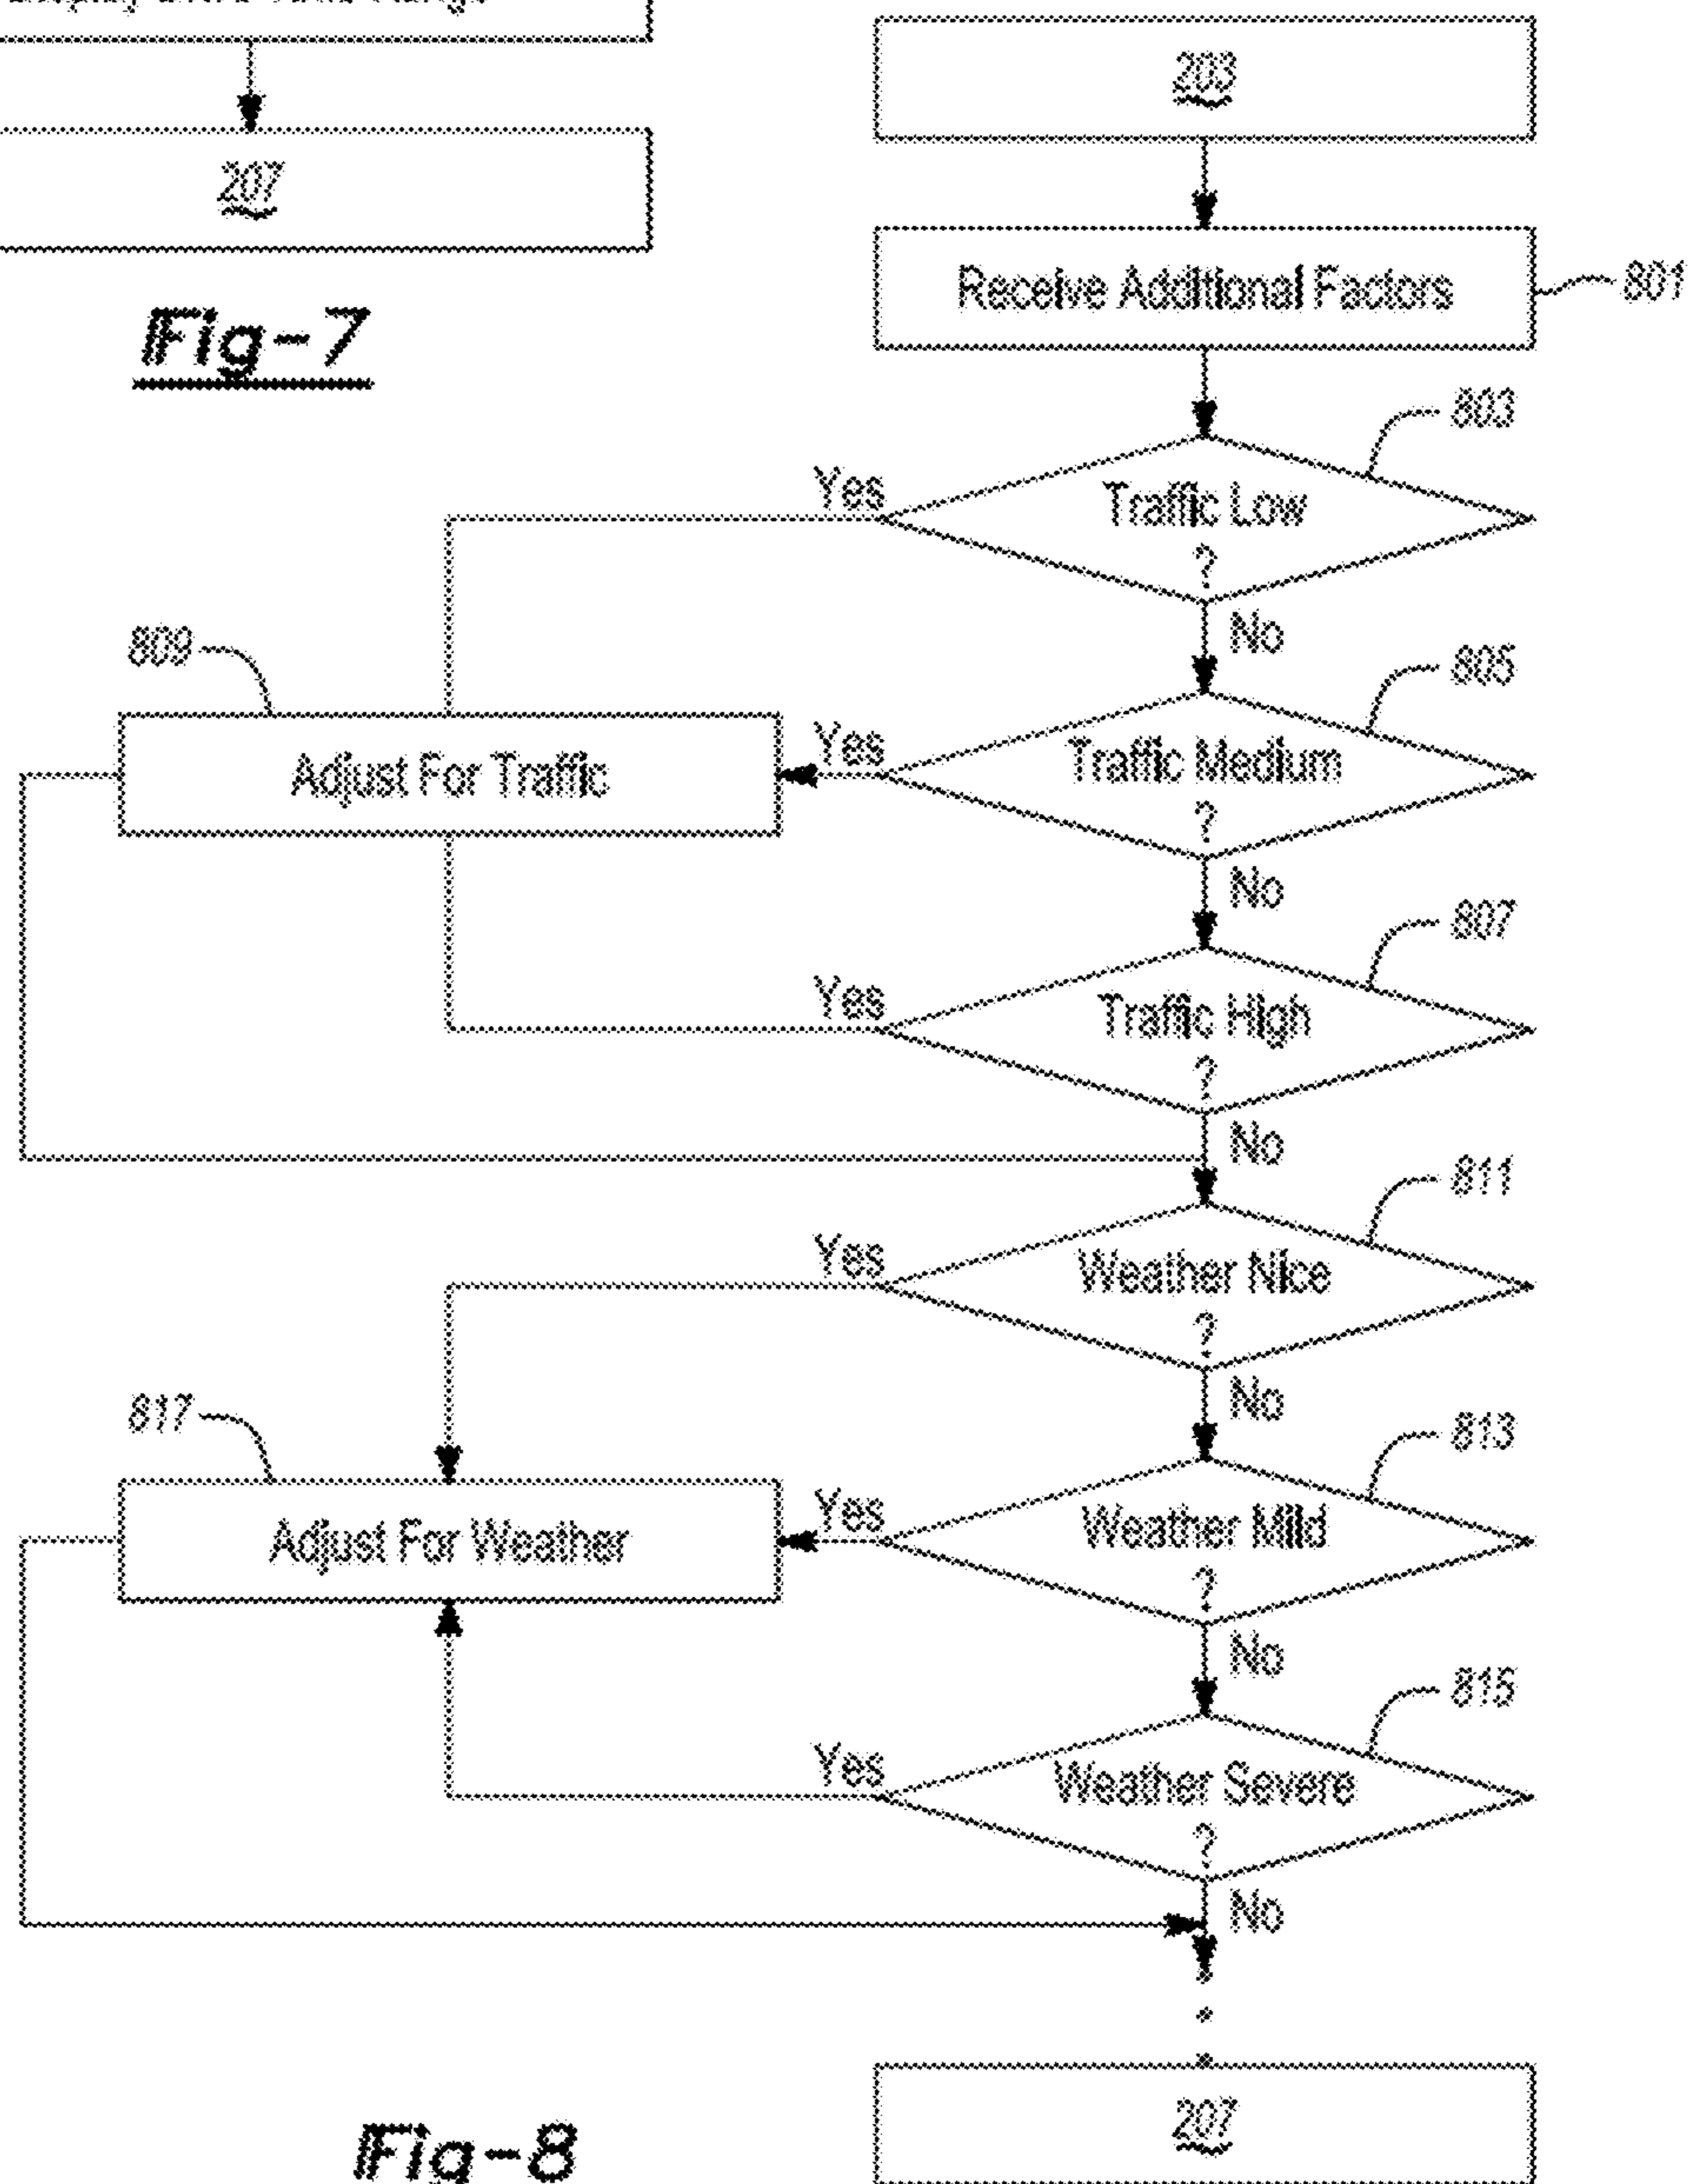 207
Fig-7
203
Receive Additional Factors
801
803
Traffic Low
?
Yes
No
805
Traffic Medium
?
Yes
No
809
Adjust For Traffic
807
Traffic High
?
Yes
No
811
Weather Nice
?
Yes
No
813
Weather Mild
?
Yes
No
817
Adjust For Weather
815
Weather Severe
?
Yes
No
207
Fig-8